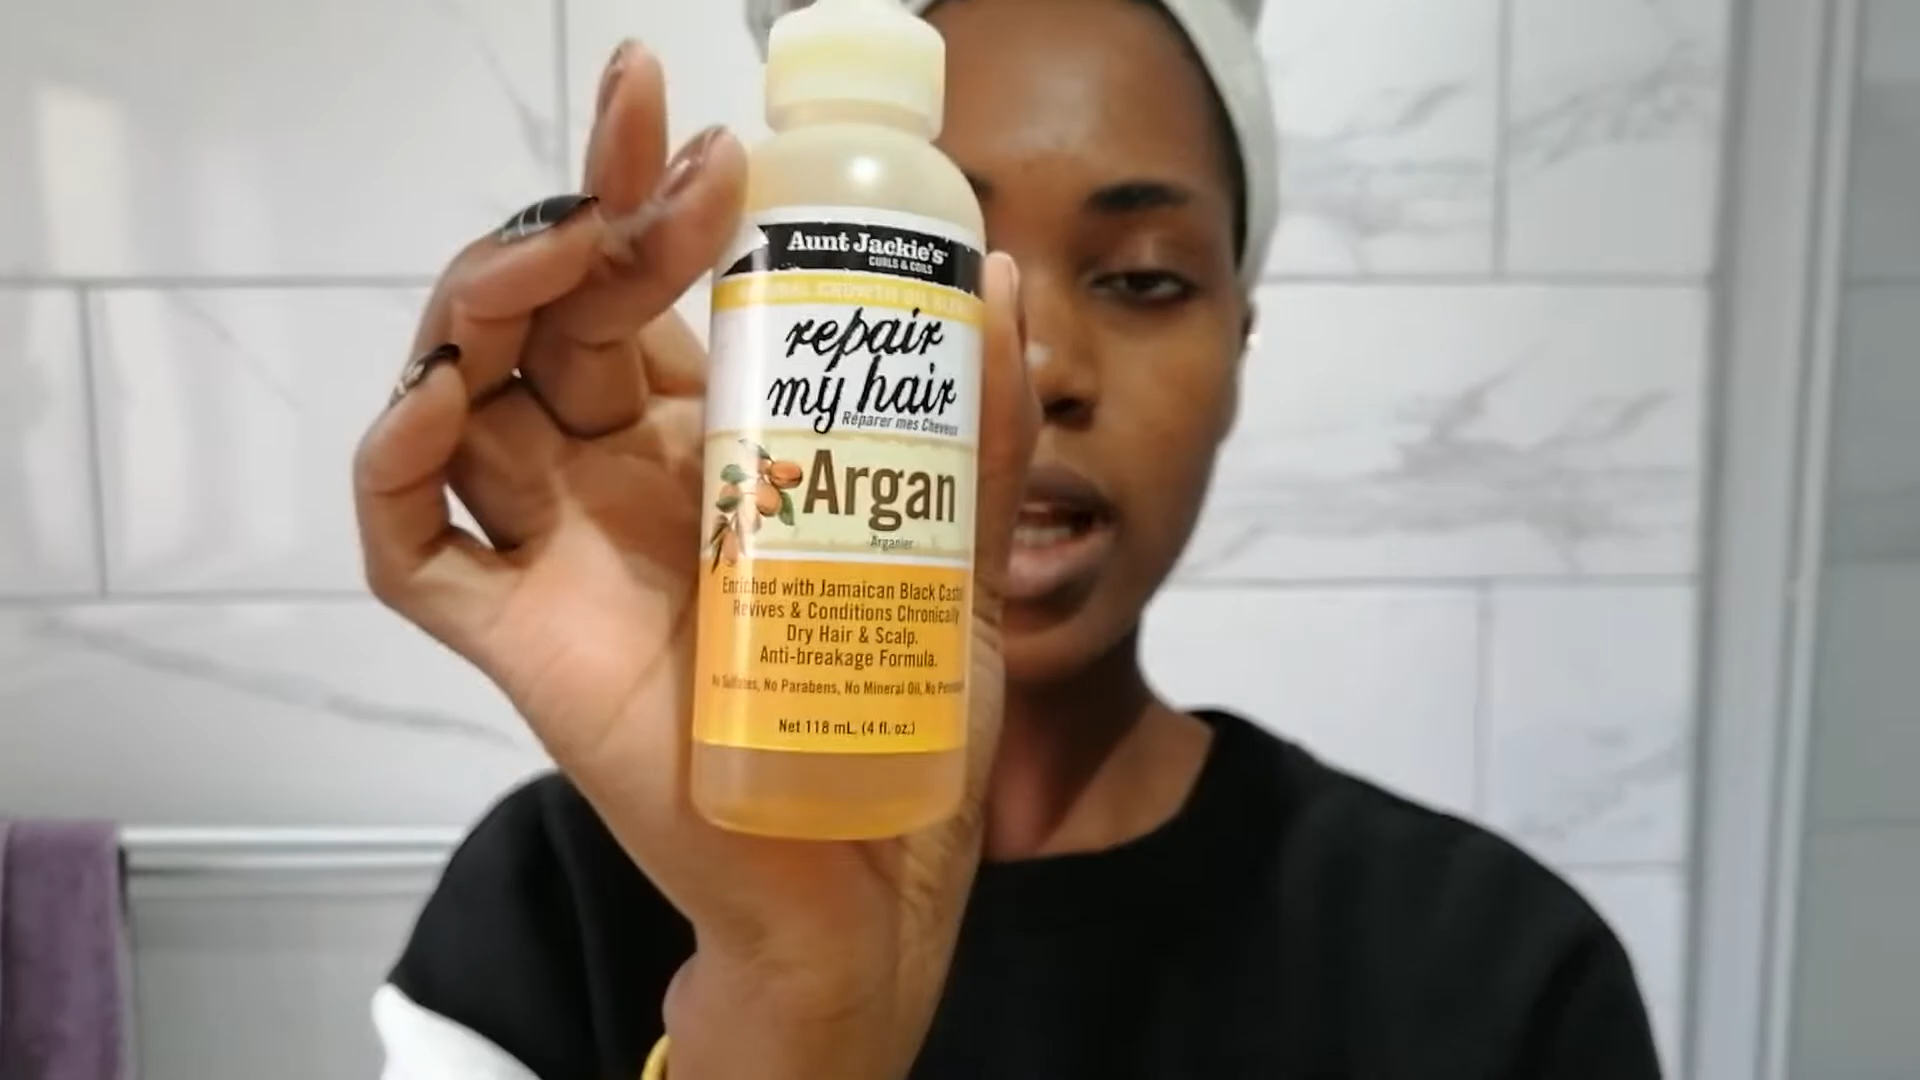 Aunt Jackie's
CURLS & COILS
GROWTH OIL
repair
my hair
Réparer mes Cheveux
Argan
Arganier
Enriched with Jamaican Black
Revives & Conditions Chronically
Dry Hair & Scalp.
Anti-breakage Formula.
No Sulfates, No Parabens, No Mineral Oil, No
Net 118 mL. (4 fl. oz.)